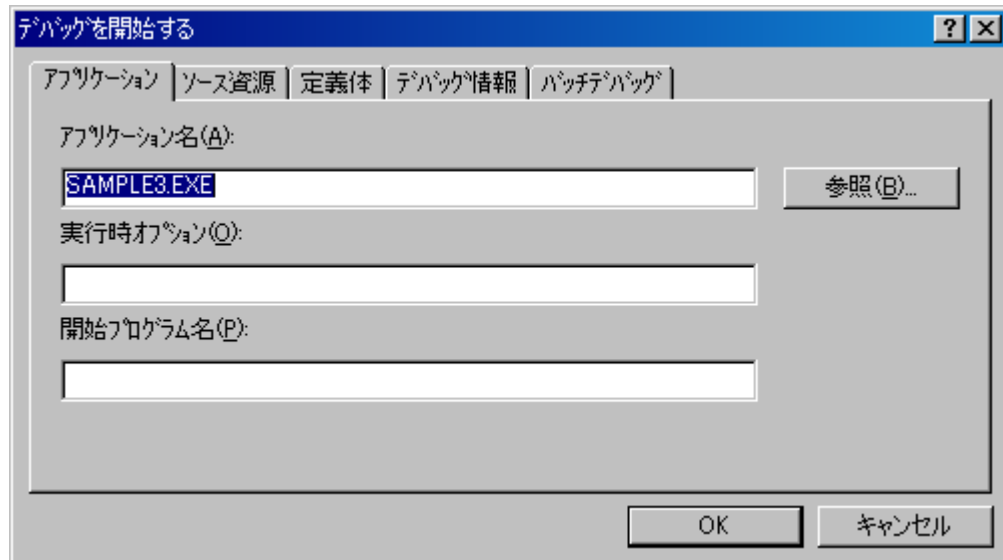 ﾃﾞﾊﾞｯｸﾞを開始する
ｱﾌﾟﾘｹｰｼｮﾝ ｿｰｽ資源 定義体 ﾃﾞﾊﾞｯｸﾞ情報 ﾊﾞｯﾁﾃﾞﾊﾞｯｸﾞ
ｱﾌﾟﾘｹｰｼｮﾝ名(A):
SAMPLE3.EXE 参照(B)...
実行時ｵﾌﾟｼｮﾝ(O):
開始ﾌﾟﾛｸﾞﾗﾑ名(P):
OK キャンセル